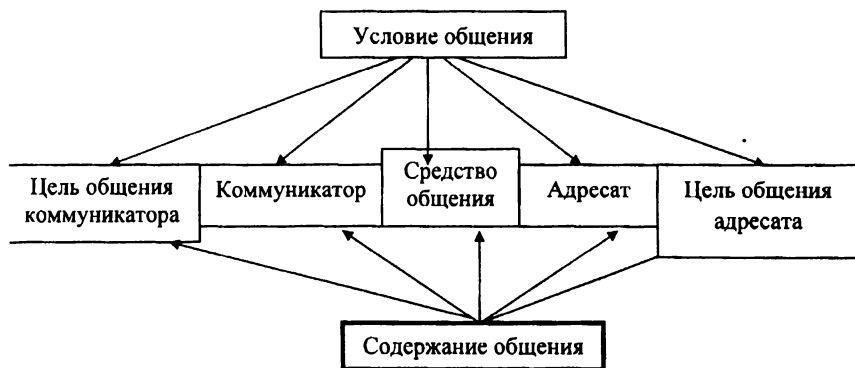 Условие общения
Цель общения
коммуникатора
Коммуникатор
Средство
общения
Адресат
Цель общения
адресата
Содержание общения